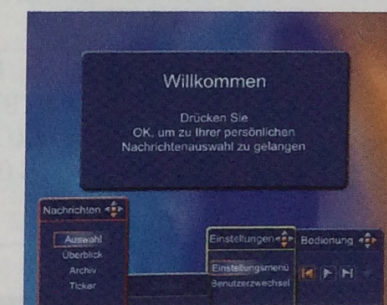 Willkommen
Drücken Sie
OK, um zu Ihrer persönlichen
Nachrichtenauswahl zu gelangen
Nachrichten
Auswahl
Überblick
Archiv
Ticker
Einstellungen
Einstellungsmenü
Benutzerwechsel
Bedienung